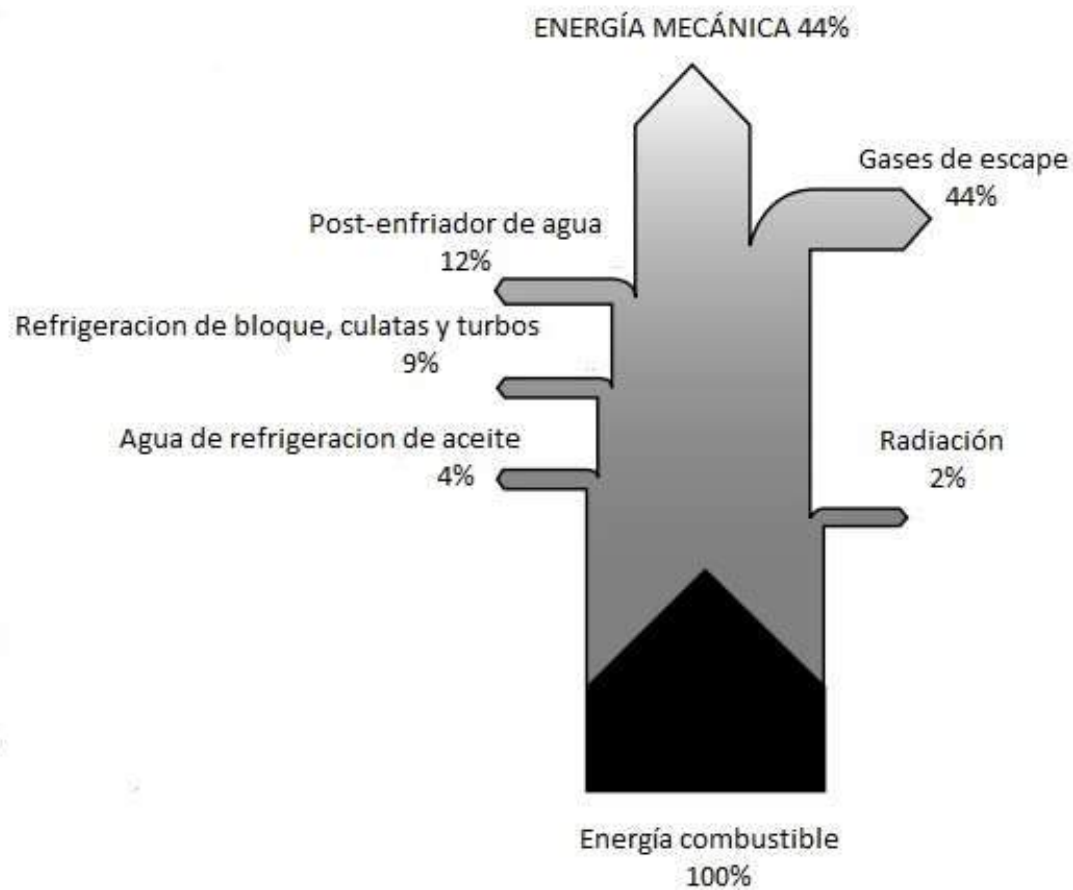 ENERGÍA MECÁNICA 44%
Gases de escape
44%
Post-enfriador de agua
12%
Refrigeracion de bloque, culatas y turbos
9%
Agua de refrigeracion de aceite
4%
Radiación
2%
Energía combustible
100%